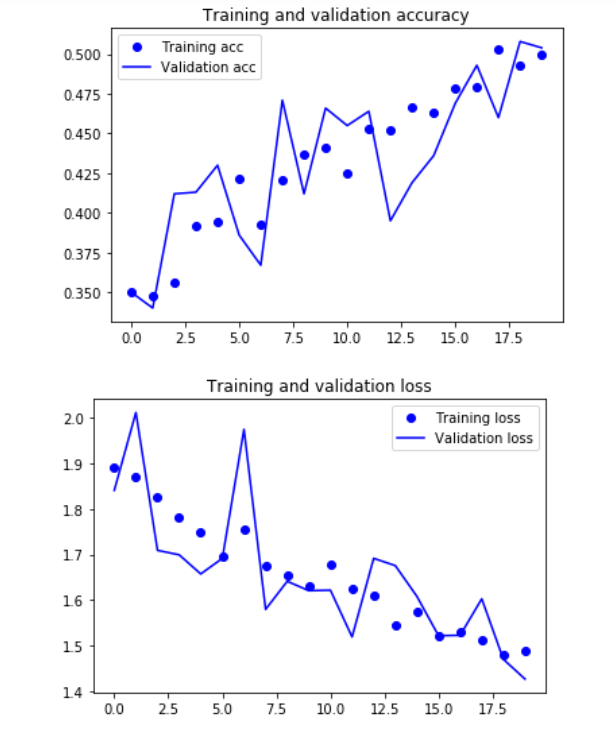 Training and validation accuracy
Training acc
Validation acc
0.500
0.475
0.450
0.425
0.400
0.375
0.350
0.0 2.5 5.0 7.5 10.0 12.5 15.0 17.5
Training and validation loss
Training loss
Validation loss
2.0
1.9
1.8
1.7
1.6
1.5
1.4
0.0 2.5 5.0 7.5 10.0 12.5 15.0 17.5